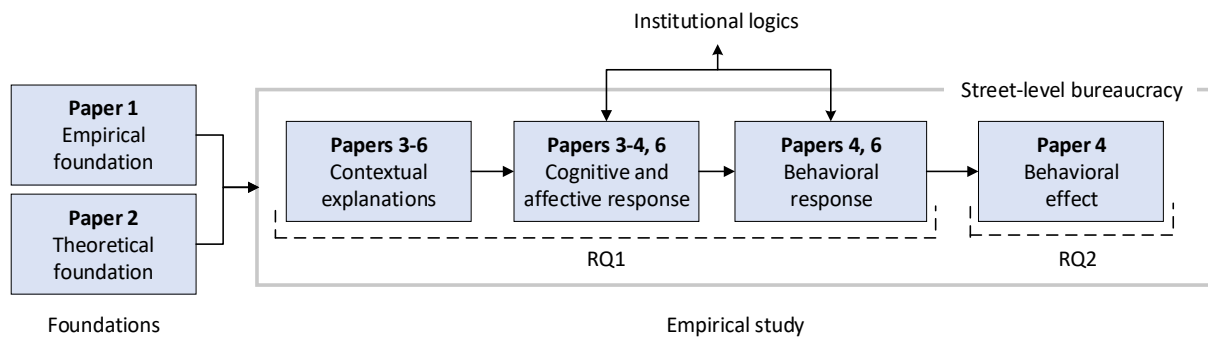 Institutional logics
Street-level bureaucracy
Paper 1
Empirical
foundation
Paper 2
Theoretical
foundation
Papers 3-6
Contextual
explanations
Papers 3-4, 6
Cognitive and
affective response
Papers 4, 6
Behavioral
response
Paper 4
Behavioral
effect
RQ1
RQ2
Foundations
Empirical study